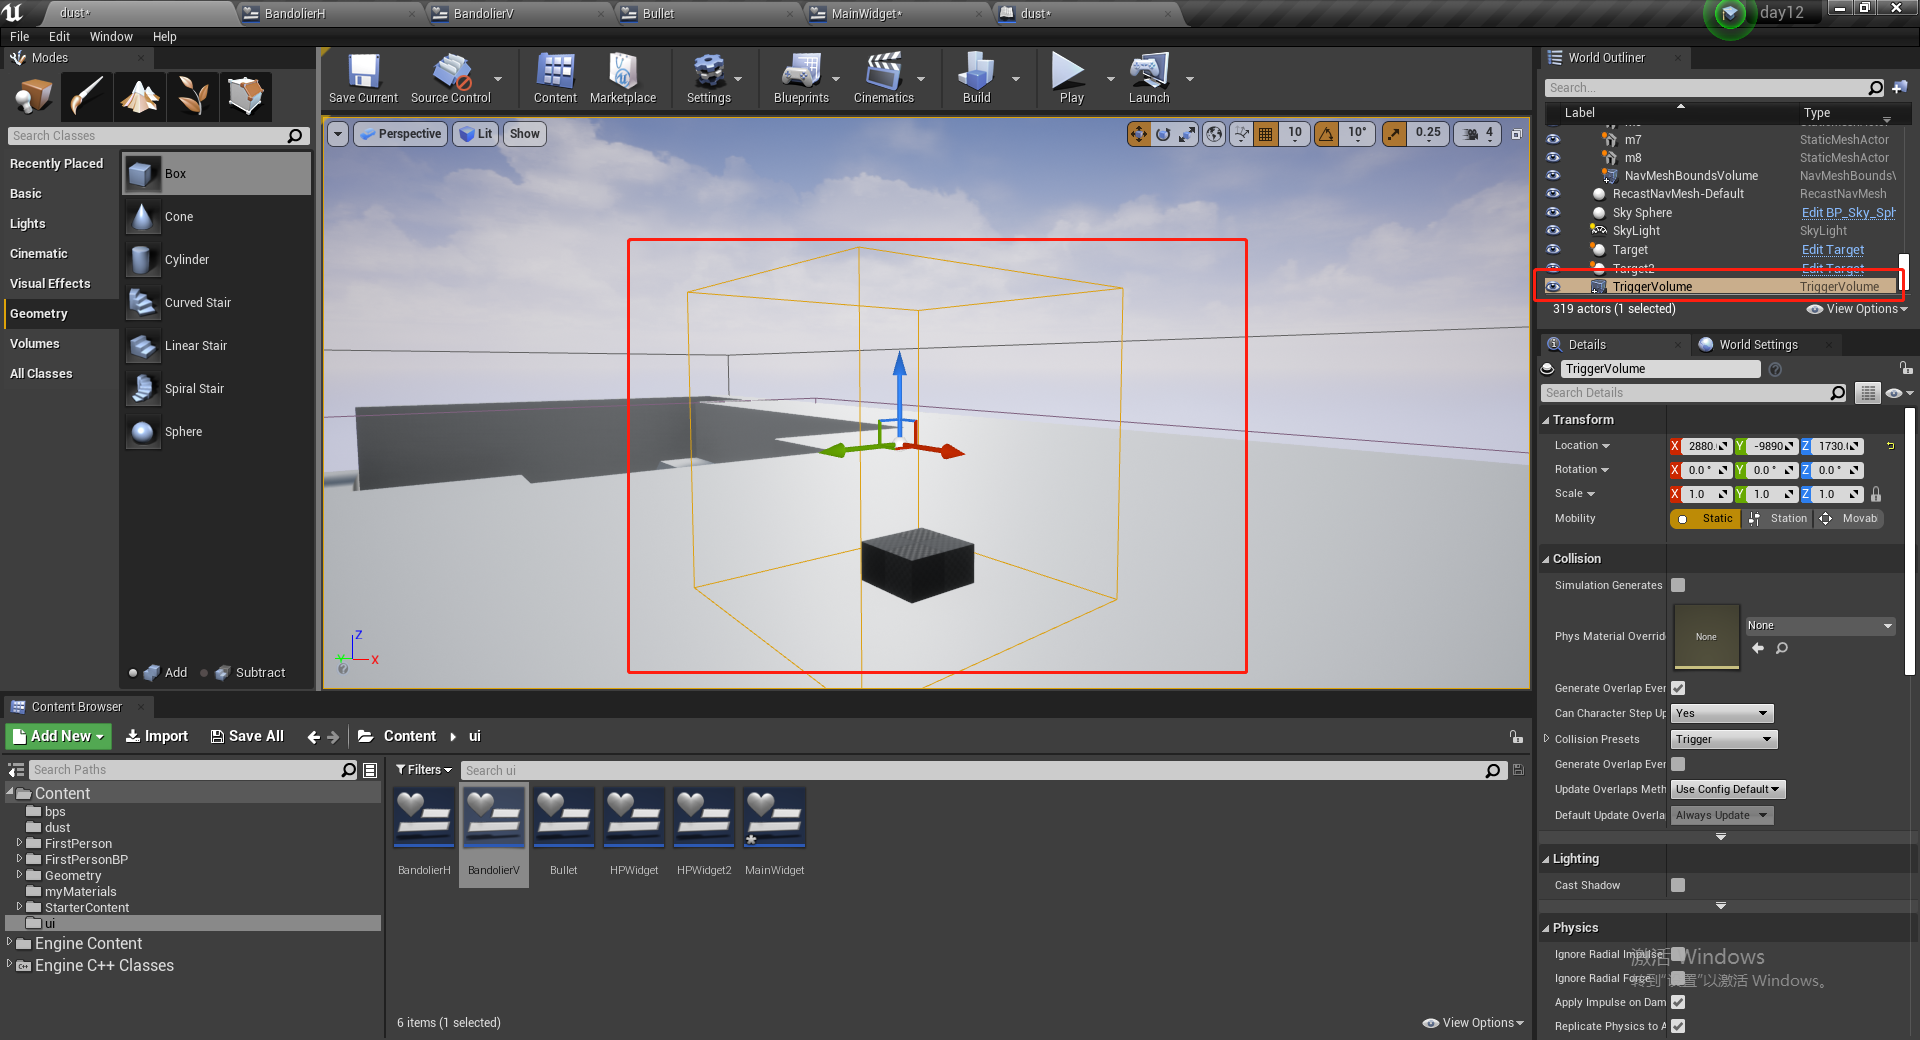 dust*
BandolierH
BandolierV
Bullet
MainWidget*
dust*
day12
File Edit Window Help
Modes
Search Classes
Recently Placed
Basic
Lights
Cinematic
Visual Effects
Geometry
Volumes
All Classes
Box
Cone
Cylinder
Curved Stair
Linear Stair
Spiral Stair
Sphere
Add Subtract
Save Current Source Control Content Marketplace Settings Blueprints Cinematics Build Play Launch
Perspective Lit Show
10 10° 0.25 4
Z
Y X
World Outliner
Search...
Label Type
m7 StaticMeshActor
m8 StaticMeshActor
NavMeshBoundsVolume NavMeshBoundsV
RecastNavMesh-Default RecastNavMesh
Sky Sphere Edit BP_Sky_Sph
SkyLight SkyLight
Target Edit Target
Target2 Edit Target
TriggerVolume TriggerVolume
319 actors (1 selected) View Options
Details World Settings
TriggerVolume
Search Details
Transform
Location X 2880. Y -9890 Z 1730.
Rotation X 0.0 ° Y 0.0 ° Z 0.0 °
Scale X 1.0 Y 1.0 Z 1.0
Mobility Static Station Movab
Collision
Simulation Generates
Phys Material Overrid None None
Generate Overlap Ever
Can Character Step Up Yes
Collision Presets Trigger
Generate Overlap Ever
Update Overlaps Meth Use Config Default
Default Update Overla Always Update
Lighting
Cast Shadow
Physics
Ignore Radial Impulse
Ignore Radial Force
Apply Impulse on Dam
Replicate Physics to A
激活 Windows
转到"设置"以激活 Windows。
Content Browser
Add New Import Save All Content ui
Search Paths
Filters Search ui
Content
bps
dust
FirstPerson
FirstPersonBP
Geometry
myMaterials
StarterContent
ui
Engine Content
Engine C++ Classes
BandolierH BandolierV Bullet HPWidget HPWidget2 MainWidget
6 items (1 selected) View Options